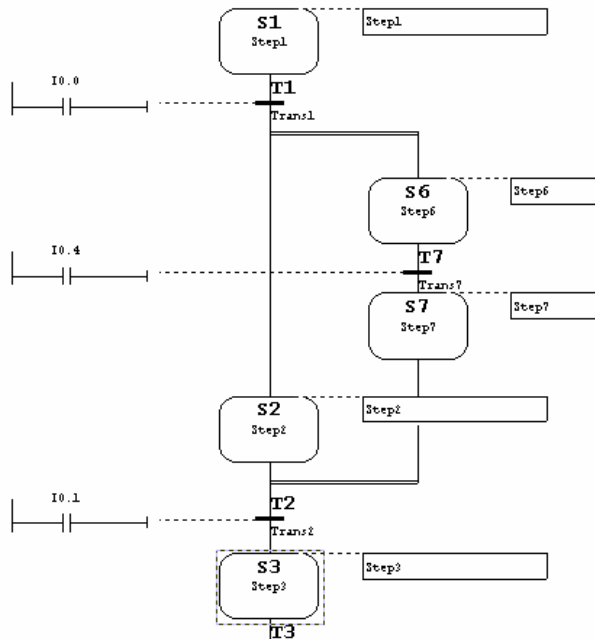 S1
Step1
Step1
I0.0
T1
Trans1
S6
Step6
Step6
I0.4
T7
Trans7
S7
Step7
Step7
S2
Step2
Step2
I0.1
T2
Trans2
S3
Step3
Step3
T3